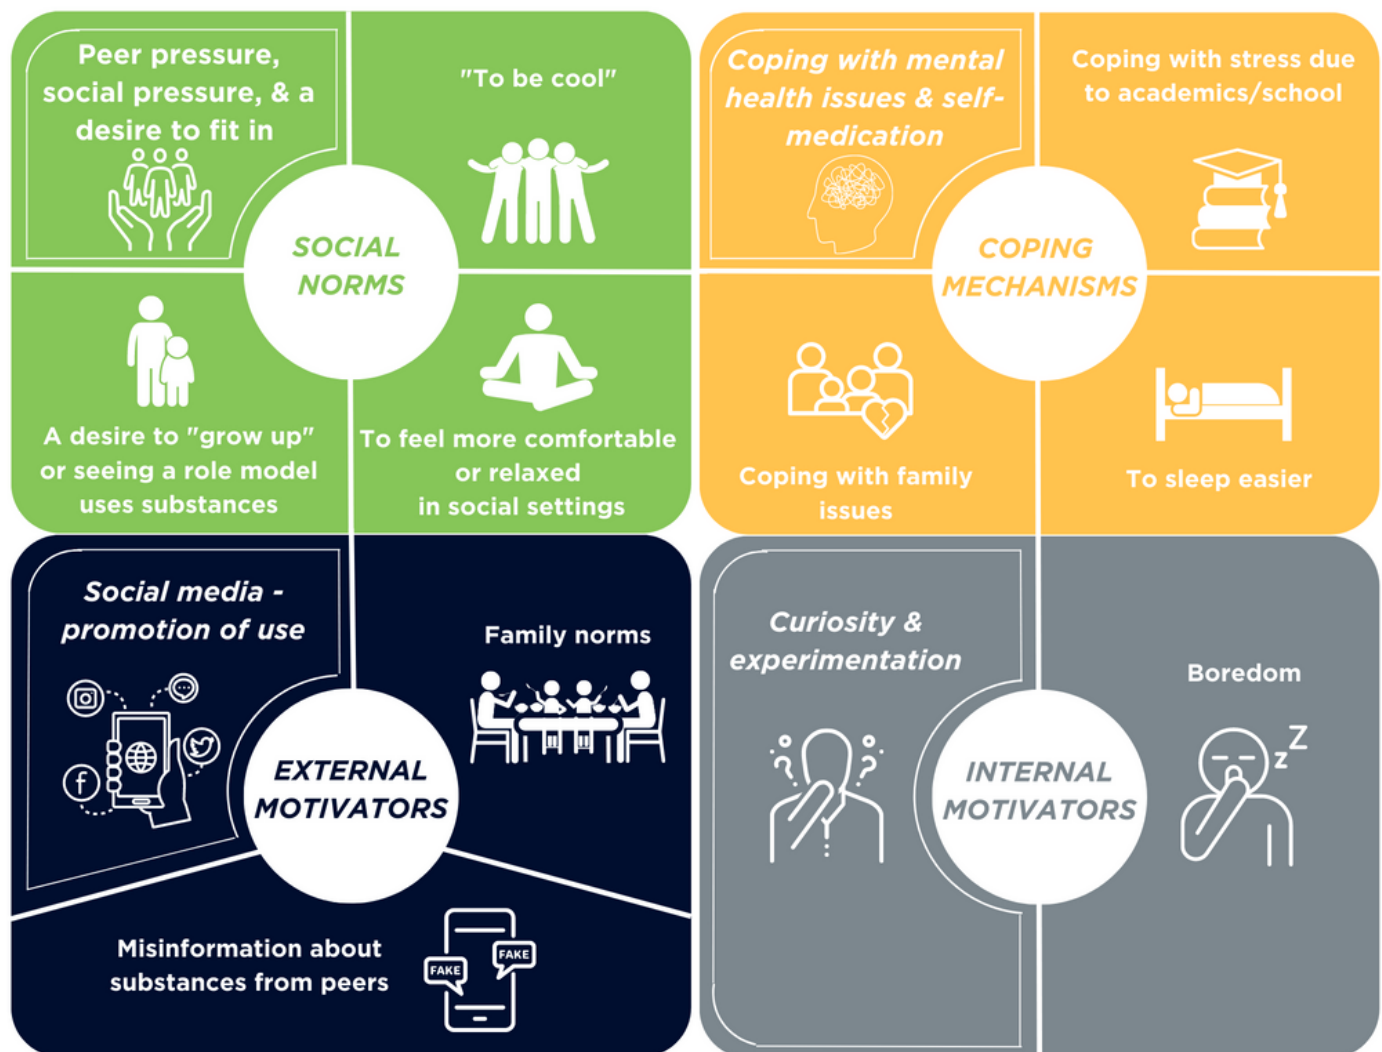 Peer pressure,
social pressure, & a
desire to fit in
"To be cool"
SOCIAL
NORMS
A desire to "grow up"
or seeing a role model
uses substances
To feel more comfortable
or relaxed
in social settings
Coping with mental
health issues & self-
medication
Coping with stress due
to academics/school
COPING
MECHANISMS
Coping with family
issues
To sleep easier
Social media -
promotion of use
Family norms
EXTERNAL
MOTIVATORS
Misinformation about
substances from peers
FAKE
FAKE
Curiosity &
experimentation
Boredom
z
Z
INTERNAL
MOTIVATORS